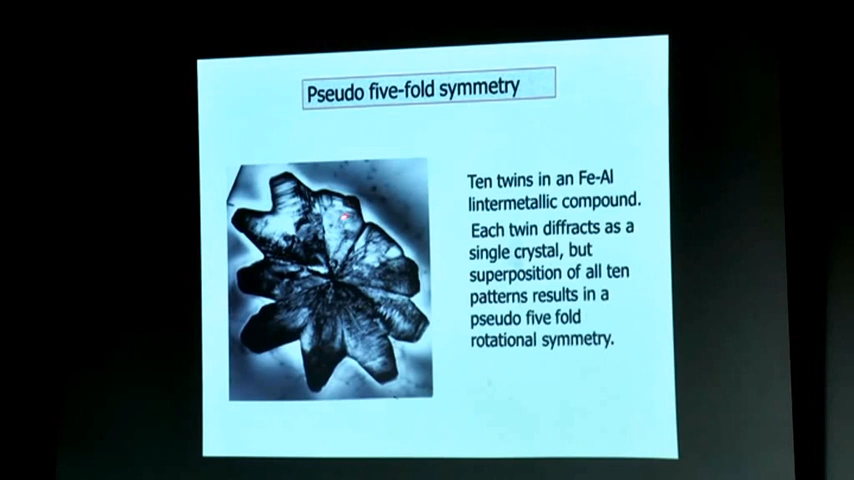 Pseudo five-fold symmetry
Ten twins in an Fe-Al
lintermetallic compound.
Each twin diffracts as a
single crystal, but
superposition of all ten
patterns results in a
pseudo five fold
rotational symmetry.